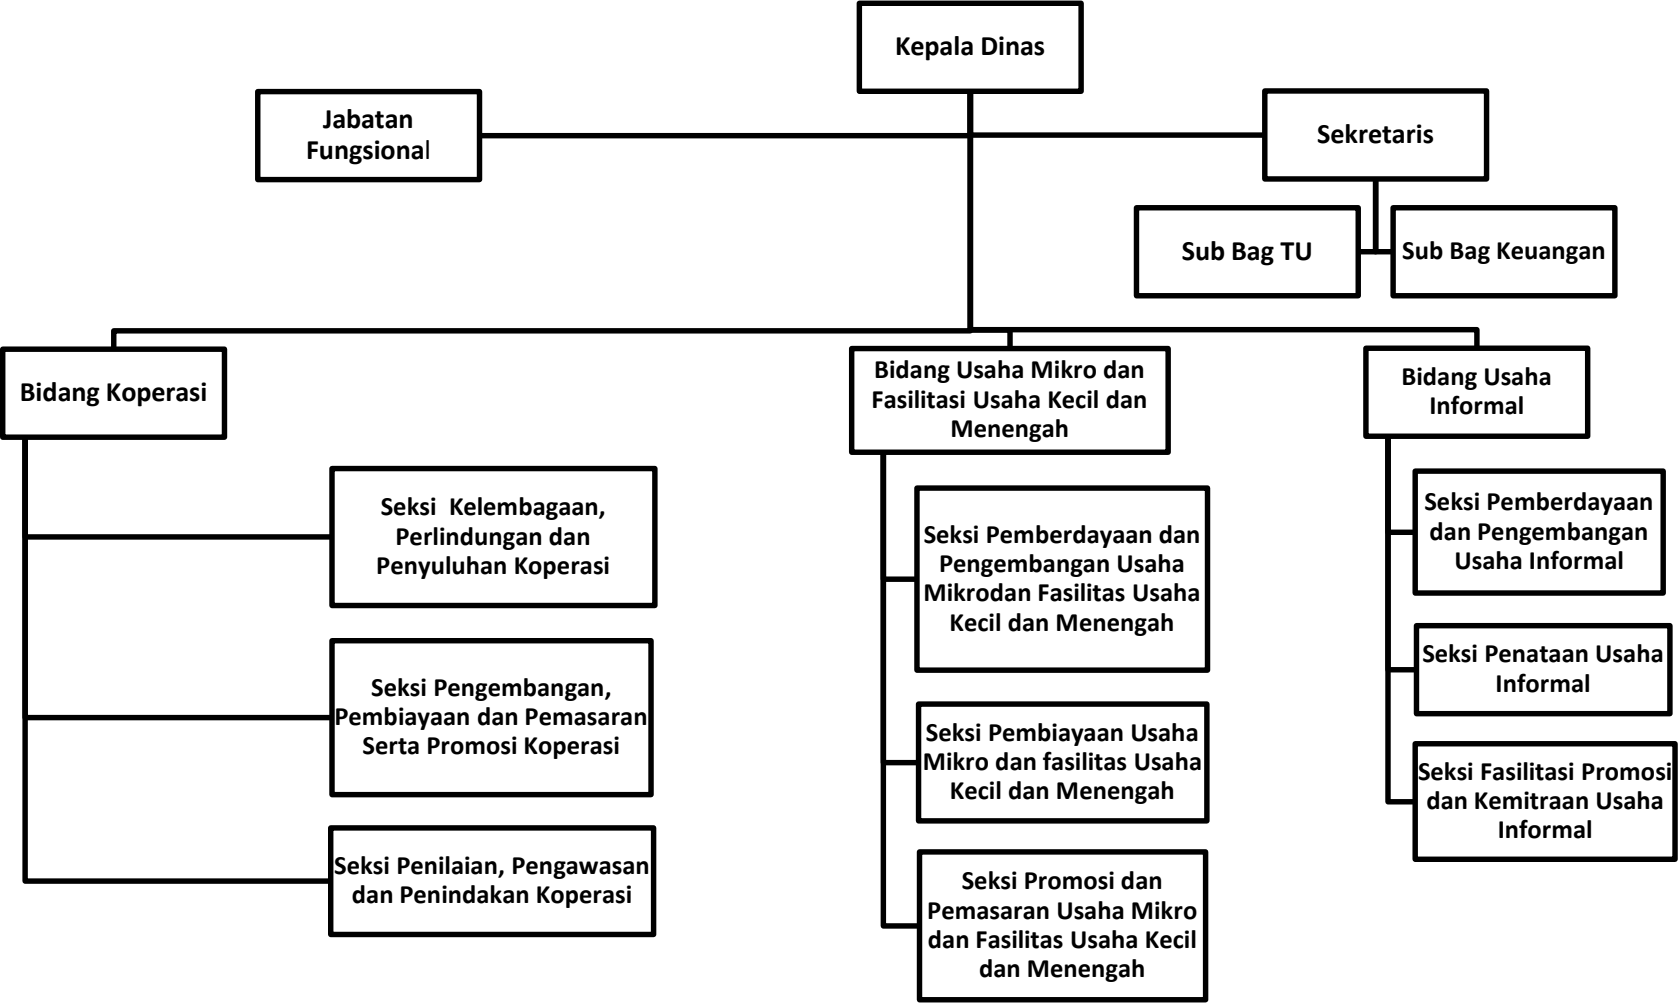 Kepala Dinas
Jabatan
Fungsional
Sekretaris
Sub Bag TU
Sub Bag Keuangan
Bidang Koperasi
Bidang Usaha Mikro dan
Fasilitasi Usaha Kecil dan
Menengah
Bidang Usaha
Informal
Seksi  Kelembagaan,
Perlindungan dan
Penyuluhan Koperasi
Seksi Pengembangan,
Pembiayaan dan Pemasaran
Serta Promosi Koperasi
Seksi Penilaian, Pengawasan
dan Penindakan Koperasi
Seksi Pemberdayaan dan
Pengembangan Usaha
Mikrodan Fasilitas Usaha
Kecil dan Menengah
Seksi Pembiayaan Usaha
Mikro dan fasilitas Usaha
Kecil dan Menengah
Seksi Promosi dan
Pemasaran Usaha Mikro
dan Fasilitas Usaha Kecil
dan Menengah
Seksi Pemberdayaan
dan Pengembangan
Usaha Informal
Seksi Penataan Usaha
Informal
Seksi Fasilitasi Promosi
dan Kemitraan Usaha
Informal